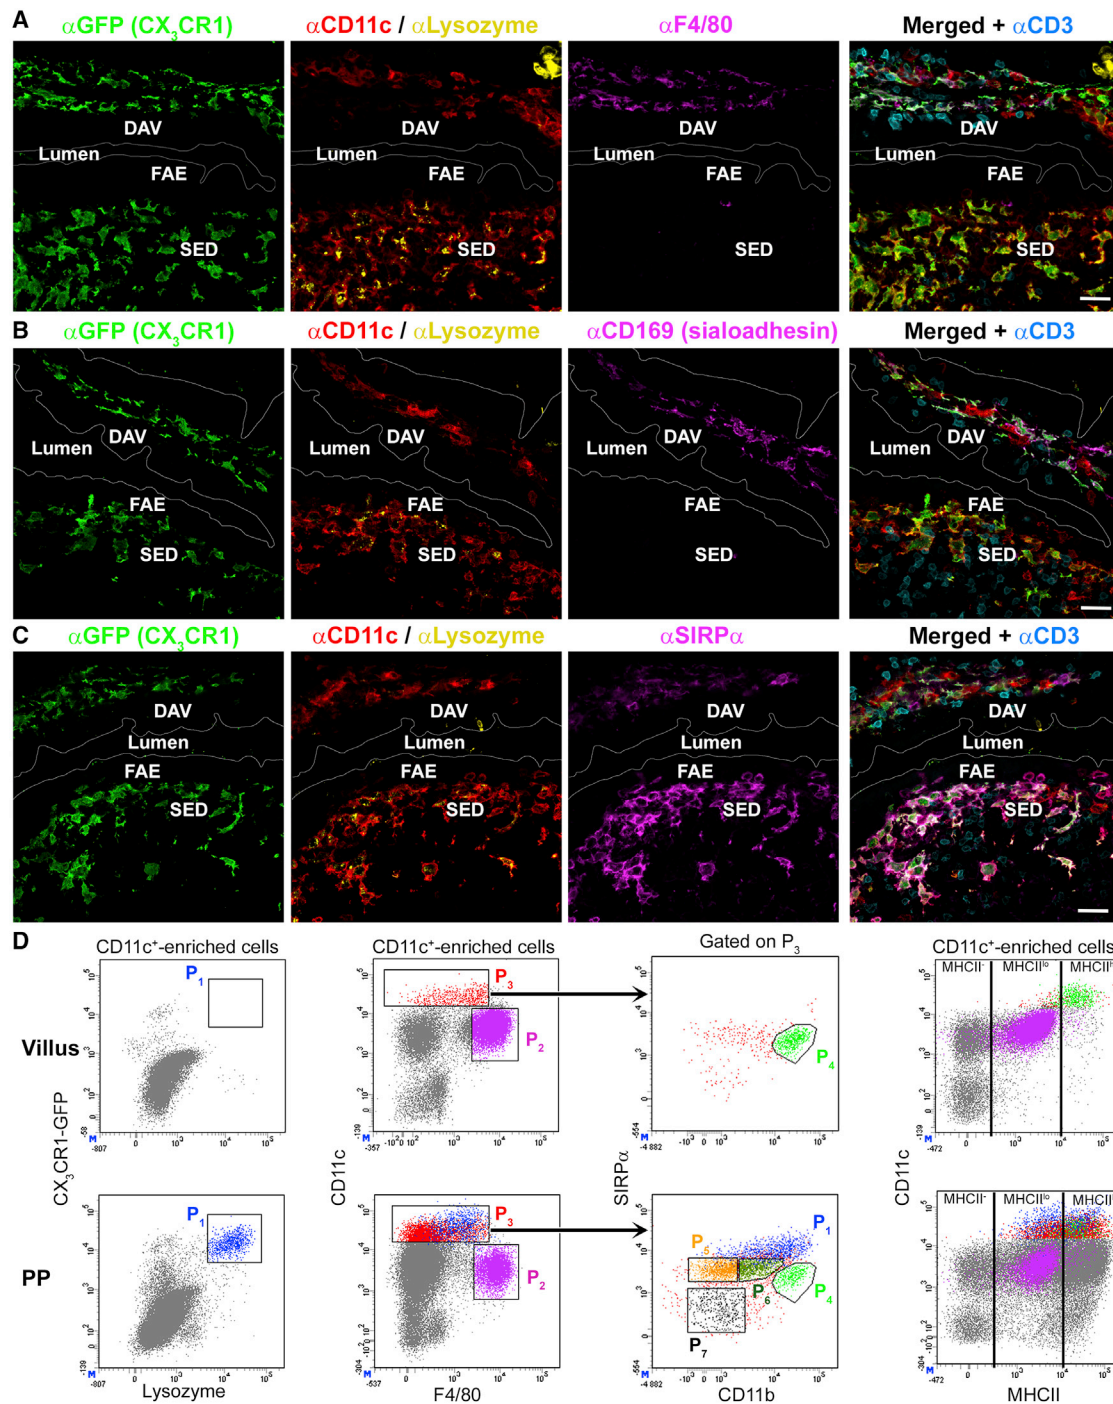 A
αGFP (CX3CR1)
αCD11c / αLysozyme
αF4/80
Merged + αCD3
DAV
Lumen
FAE
SED
DAV
Lumen
FAE
SED
DAV
Lumen
FAE
SED
DAV
Lumen
FAE
SED
B
αGFP (CX3CR1)
αCD11c / αLysozyme
αCD169 (sialoadhesin)
Merged + αCD3
Lumen
DAV
FAE
SED
Lumen
DAV
FAE
SED
Lumen
DAV
FAE
SED
Lumen
DAV
FAE
SED
C
αGFP (CX3CR1)
αCD11c / αLysozyme
αSIRPα
Merged + αCD3
DAV
Lumen
FAE
SED
DAV
Lumen
FAE
SED
DAV
Lumen
FAE
SED
DAV
Lumen
FAE
SED
D
CD11c+-enriched cells
CD11c+-enriched cells
Gated on P3
CD11c+-enriched cells
Villus
PP
P1
P3
P2
P4
MHCII-
MHCIIlo
P1
P3
P2
P5
P1
P6
P4
P7
MHCII-
MHCIIlo
CX3CR1-GFP
CD11c
SIRPα
CD11c
Lysozyme
F4/80
CD11b
MHCII